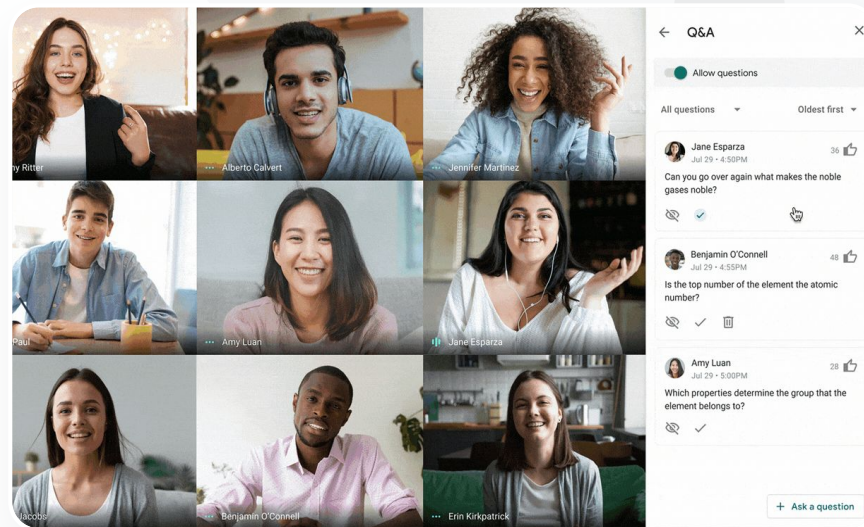 ny Ritter
Alberto Calvert
Jennifer Martinez
Paul
Amy Luan
Jane Esparza
Jacobs
Benjamin O'Connell
Erin Kirkpatrick
Q&A
Allow questions
All questions
Oldest first
Jane Esparza
Jul 29 • 4:50PM
36
Can you go over again what makes the noble
gases noble?
Benjamin O'Connell
Jul 29 • 4:55PM
48
Is the top number of the element the atomic
number?
Amy Luan
Jul 29 • 5:00PM
28
Which properties determine the group that the
element belongs to?
+ Ask a question